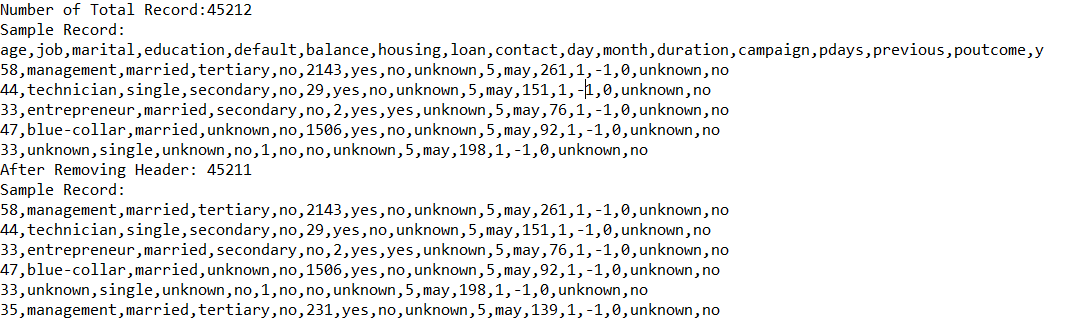 Number of Total Record:45212
Sample Record:
age,job,marital,education,default,balance,housing,loan,contact,day,month,duration,campaign,pdays,previous,poutcome,y
58,management,married,tertiary,no,2143,yes,no,unknown,5,may,261,1,-1,0,unknown,no
44,technician,single,secondary,no,29,yes,no,unknown,5,may,151,1,-1,0,unknown,no
33,entrepreneur,married,secondary,no,2,yes,yes,unknown,5,may,76,1,-1,0,unknown,no
47,blue-collar,married,unknown,no,1506,yes,no,unknown,5,may,92,1,-1,0,unknown,no
33,unknown,single,unknown,no,1,no,no,unknown,5,may,198,1,-1,0,unknown,no
After Removing Header: 45211
Sample Record:
58,management,married,tertiary,no,2143,yes,no,unknown,5,may,261,1,-1,0,unknown,no
44,technician,single,secondary,no,29,yes,no,unknown,5,may,151,1,-1,0,unknown,no
33,entrepreneur,married,secondary,no,2,yes,yes,unknown,5,may,76,1,-1,0,unknown,no
47,blue-collar,married,unknown,no,1506,yes,no,unknown,5,may,92,1,-1,0,unknown,no
33,unknown,single,unknown,no,1,no,no,unknown,5,may,198,1,-1,0,unknown,no
35,management,married,tertiary,no,231,yes,no,unknown,5,may,139,1,-1,0,unknown,no